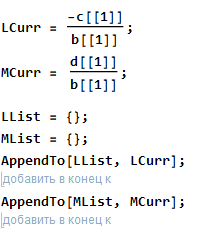 LCurr = -c[[1]]/b[[1]];
MCurr = d[[1]]/b[[1]];
LList = {};
MList = {};
AppendTo[LList, LCurr];
добавить в конец к
AppendTo[MList, MCurr];
добавить в конец к